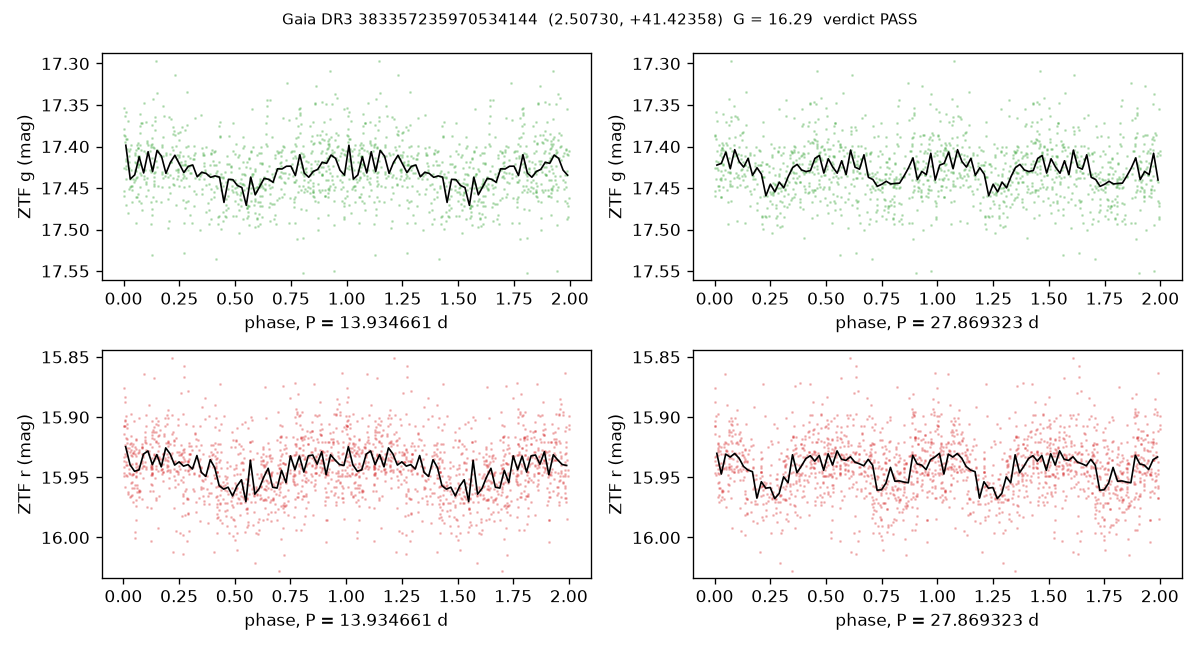 Gaia DR3 383357235970534144 (2.50730, +41.42358) G = 16.29 verdict PASS
ZTF g (mag)
17.30
17.35
17.40
17.45
17.50
17.55
0.00 0.25 0.50 0.75 1.00 1.25 1.50 1.75 2.00
phase, P = 13.934661 d
ZTF g (mag)
17.30
17.35
17.40
17.45
17.50
17.55
0.00 0.25 0.50 0.75 1.00 1.25 1.50 1.75 2.00
phase, P = 27.869323 d
ZTF r (mag)
15.85
15.90
15.95
16.00
0.00 0.25 0.50 0.75 1.00 1.25 1.50 1.75 2.00
phase, P = 13.934661 d
ZTF r (mag)
15.85
15.90
15.95
16.00
0.00 0.25 0.50 0.75 1.00 1.25 1.50 1.75 2.00
phase, P = 27.869323 d